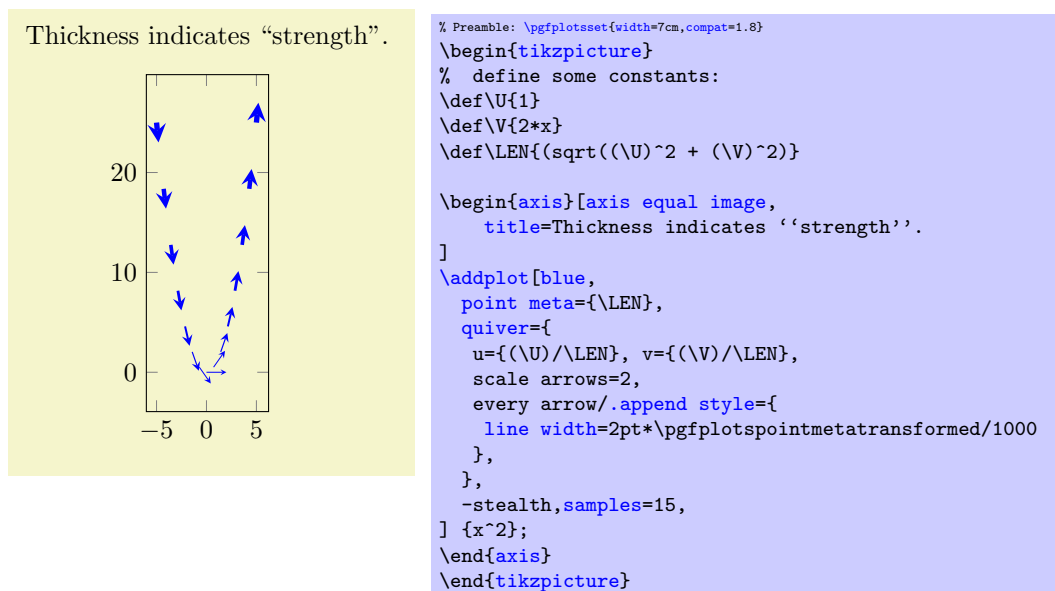 Thickness indicates “strength”.
20
10
0
−5 0 5
% Preamble: \pgfplotsset{width=7cm,compat=1.8}
\begin{tikzpicture}
%  define some constants:
\def\U{1}
\def\V{2*x}
\def\LEN{(sqrt((\U)^2 + (\V)^2)}
\begin{axis}[axis equal image,
    title=Thickness indicates ‘‘strength’’.
]
\addplot[blue,
  point meta={\LEN},
  quiver={
   u={(\U)/\LEN}, v={(\V)/\LEN},
   scale arrows=2,
   every arrow/.append style={
    line width=2pt*\pgfplotspointmetatransformed/1000
   },
  },
  -stealth,samples=15,
] {x^2};
\end{axis}
\end{tikzpicture}